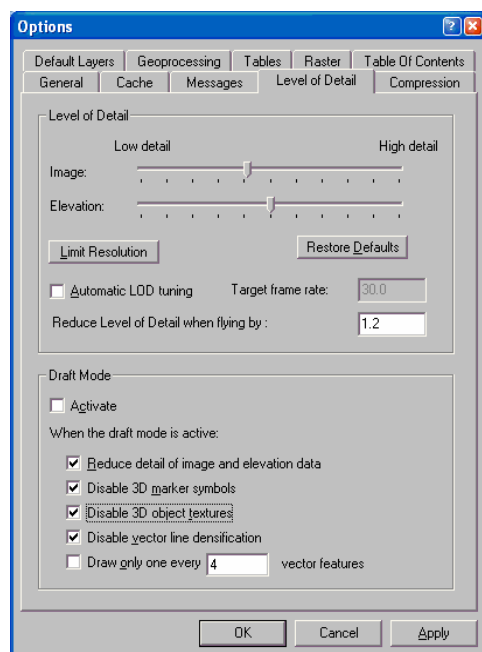 Options
Default Layers Geoprocessing Tables Raster Table Of Contents
General Cache Messages Level of Detail Compression
Level of Detail
Low detail High detail
Image:
Elevation:
Limit Resolution Restore Defaults
Automatic LOD tuning Target frame rate: 30.0
Reduce Level of Detail when flying by : 1.2
Draft Mode
Activate
When the draft mode is active:
Reduce detail of image and elevation data
Disable 3D marker symbols
Disable 3D object textures
Disable vector line densification
Draw only one every 4 vector features
OK Cancel Apply